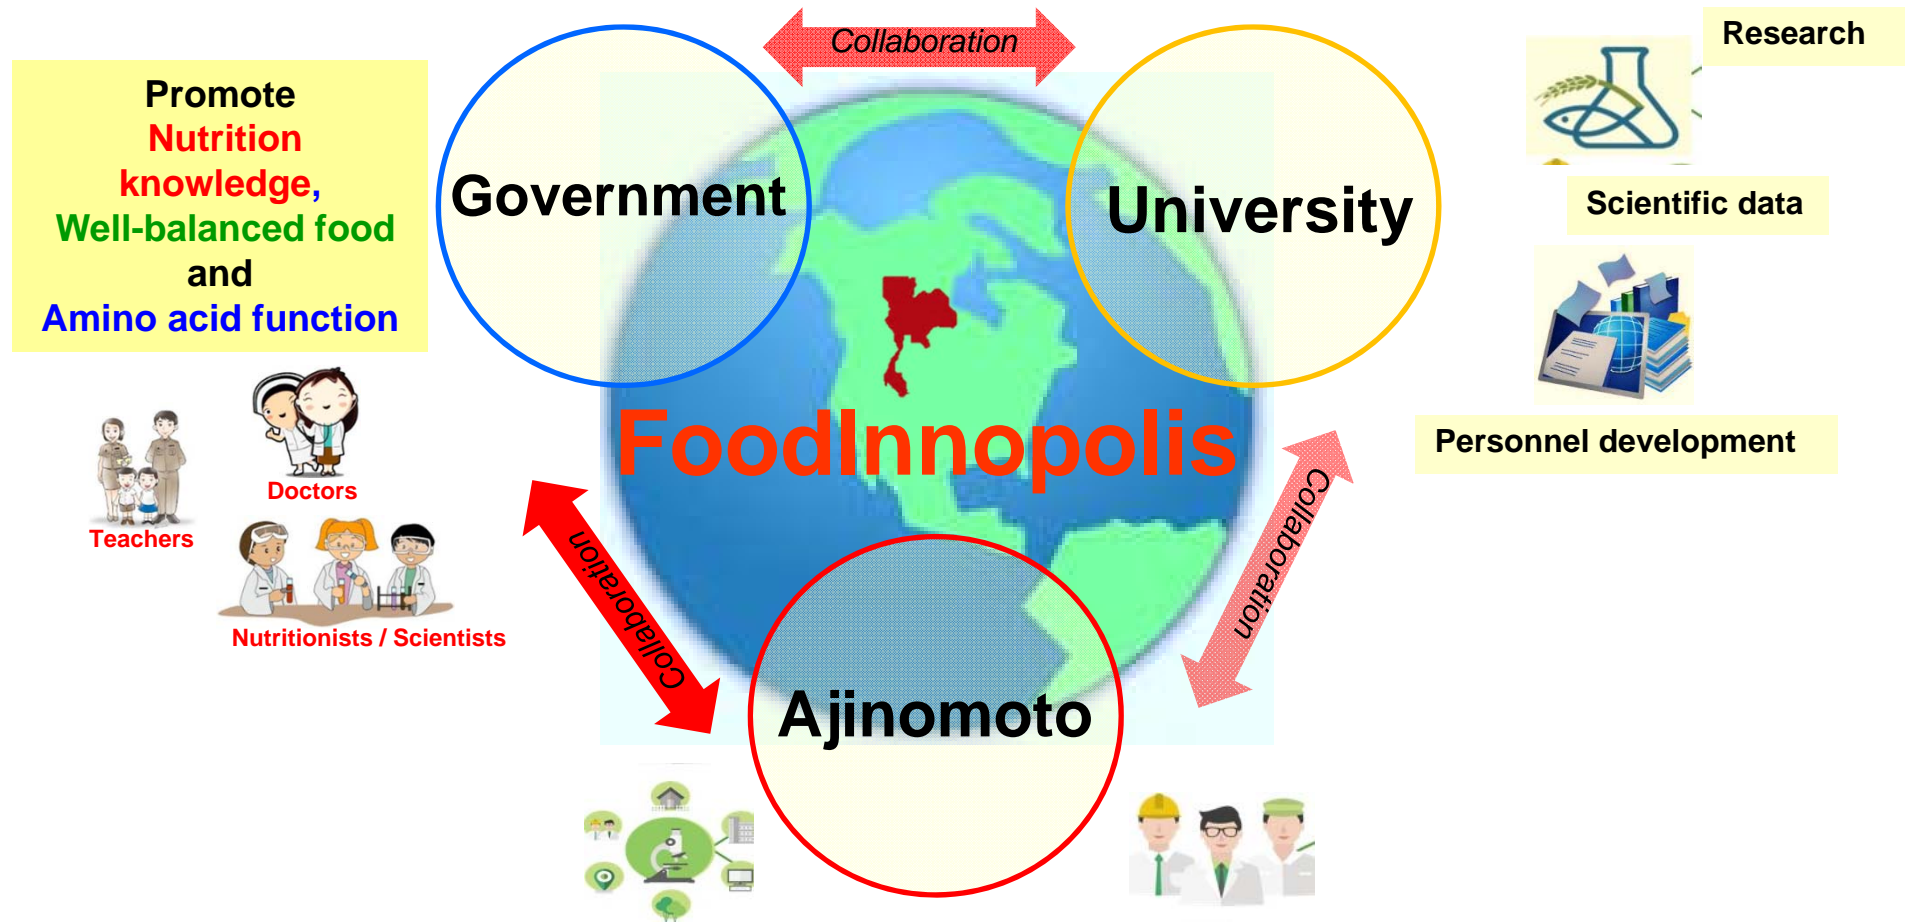 Collaboration
Research
Promote
Nutrition
knowledge,
Well-balanced food
and
Amino acid function
Government
University
Scientific data
FoodInnopolis
Personnel development
Doctors
Teachers
Nutritionists / Scientists
Collaboration
Collaboration
Ajinomoto